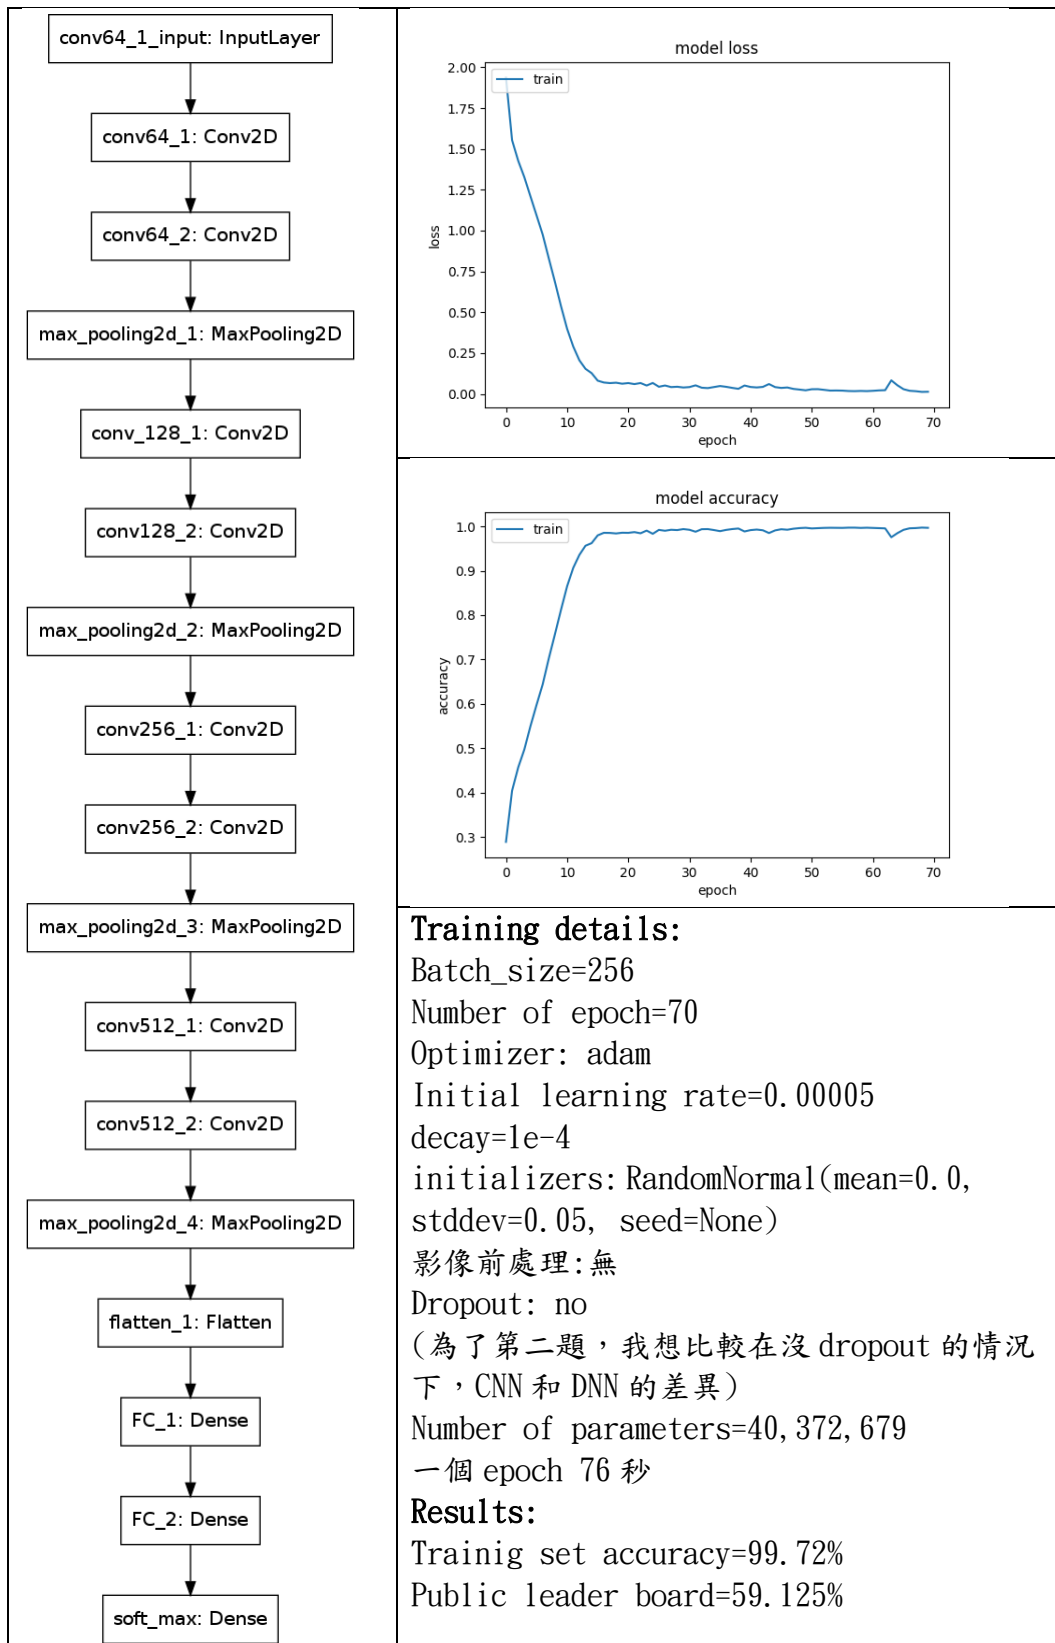 conv64_1_input: InputLayer
conv64_1: Conv2D
conv64_2: Conv2D
max_pooling2d_1: MaxPooling2D
conv_128_1: Conv2D
conv128_2: Conv2D
max_pooling2d_2: MaxPooling2D
conv256_1: Conv2D
conv256_2: Conv2D
max_pooling2d_3: MaxPooling2D
conv512_1: Conv2D
conv512_2: Conv2D
max_pooling2d_4: MaxPooling2D
flatten_1: Flatten
FC_1: Dense
FC_2: Dense
soft_max: Dense
model loss
train
2.00
1.75
1.50
1.25
1.00
0.75
0.50
0.25
0.00
loss
0 10 20 30 40 50 60 70
epoch
model accuracy
train
1.0
0.9
0.8
0.7
0.6
0.5
0.4
0.3
accuracy
0 10 20 30 40 50 60 70
epoch
Training details:
Batch_size=256
Number of epoch=70
Optimizer: adam
Initial learning rate=0.00005
decay=1e-4
initializers: RandomNormal(mean=0.0,
stddev=0.05, seed=None)
影像前處理:無
Dropout: no
(為了第二題，我想比較在沒 dropout 的情況
下，CNN 和 DNN 的差異)
Number of parameters=40,372,679
一個 epoch 76 秒
Results:
Trainig set accuracy=99.72%
Public leader board=59.125%